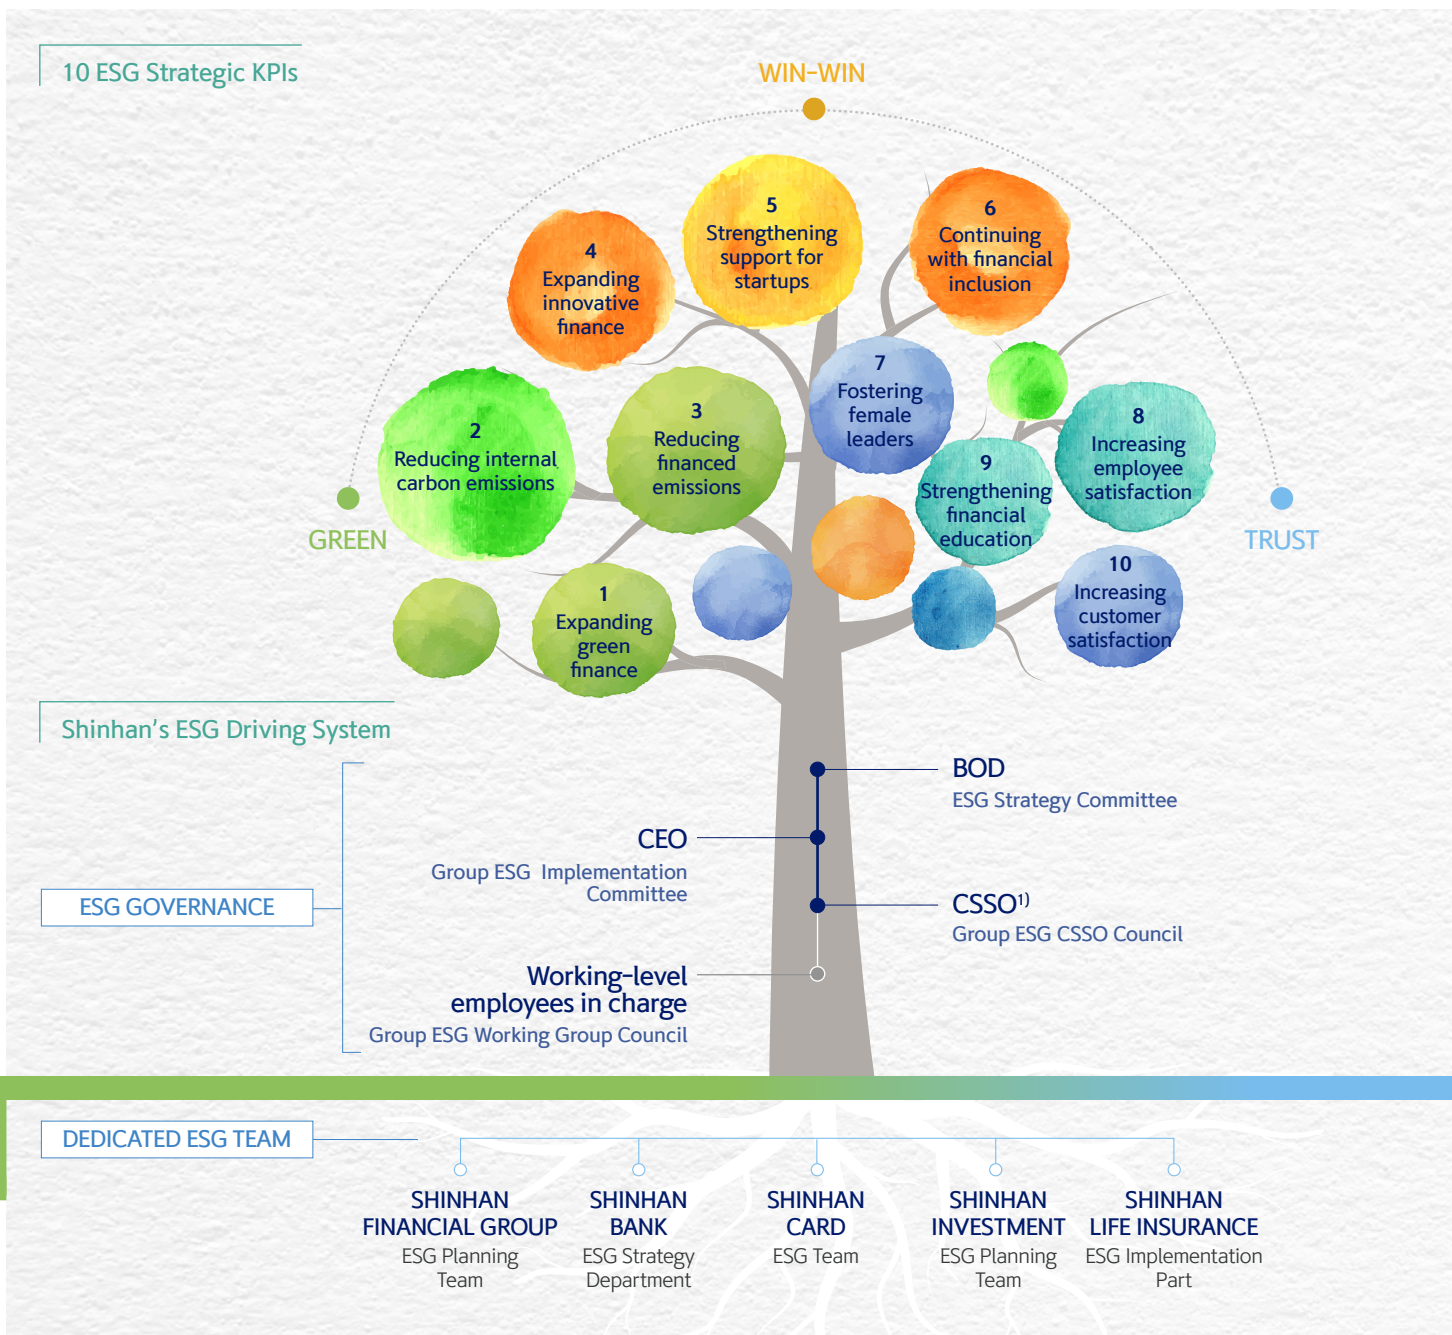 10 ESG Strategic KPIs
WIN-WIN
GREEN
TRUST
1
Expanding
green
finance
2
Reducing internal
carbon emissions
3
Reducing
financed
emissions
4
Expanding
innovative
finance
5
Strengthening
support for
startups
6
Continuing
with financial
inclusion
7
Fostering
female
leaders
8
Increasing
employee
satisfaction
9
Strengthening
financial
education
10
Increasing
customer
satisfaction
Shinhan's ESG Driving System
ESG GOVERNANCE
BOD
ESG Strategy Committee
CEO
Group ESG Implementation
Committee
CSSO1)
Group ESG CSSO Council
Working-level
employees in charge
Group ESG Working Group Council
DEDICATED ESG TEAM
SHINHAN
FINANCIAL GROUP
ESG Planning
Team
SHINHAN
BANK
ESG Strategy
Department
SHINHAN
CARD
ESG Team
SHINHAN
INVESTMENT
ESG Planning
Team
SHINHAN
LIFE INSURANCE
ESG Implementation
Part